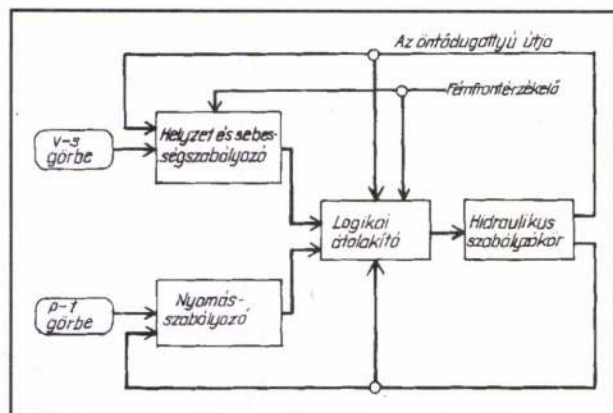 Az öntődugattyú útja
Fémfrontérzékelő
v-s
görbe
Helyzet és sebes-
ségszabályozó
Logikai
átalakító
Hidraulikus
szabályzókör
p-t
görbe
Nyomás-
szabályozó